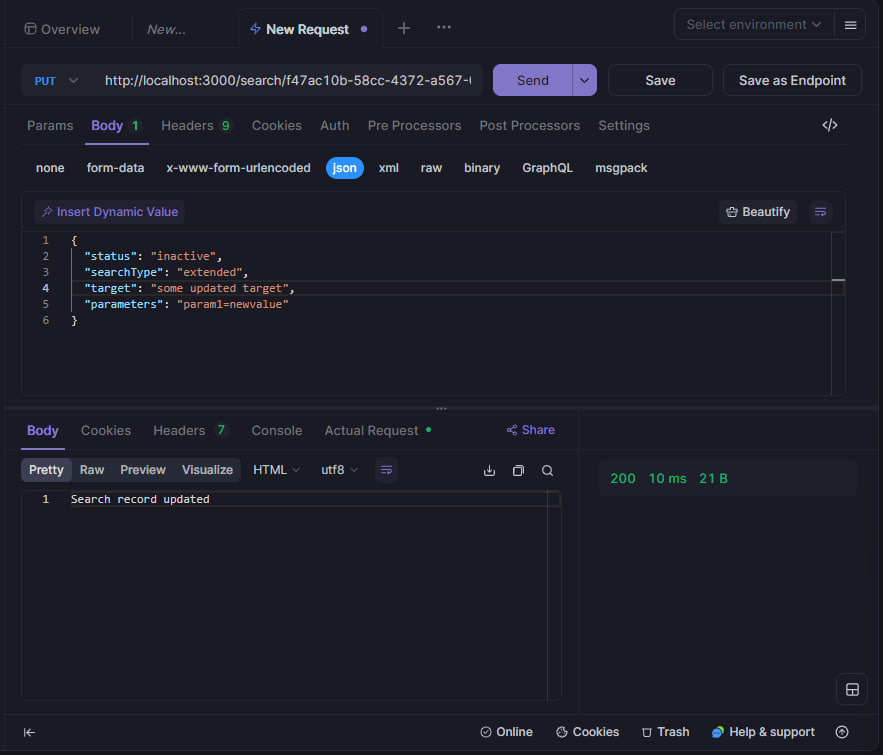 Overview New... New Request Select environment
PUT http://localhost:3000/search/f47ac10b-58cc-4372-a567- Send Save Save as Endpoint
Params Body 1 Headers 9 Cookies Auth Pre Processors Post Processors Settings </>
none form-data x-www-form-urlencoded json xml raw binary GraphQL msgpack
Insert Dynamic Value Beautify
1 {
2 "status": "inactive",
3 "searchType": "extended",
4 "target": "some updated target",
5 "parameters": "param1=newvalue"
6 }
Body Cookies Headers 7 Console Actual Request Share
Pretty Raw Preview Visualize HTML utf8
200 10 ms 21 B
1 Search record updated
Online Cookies Trash Help & support